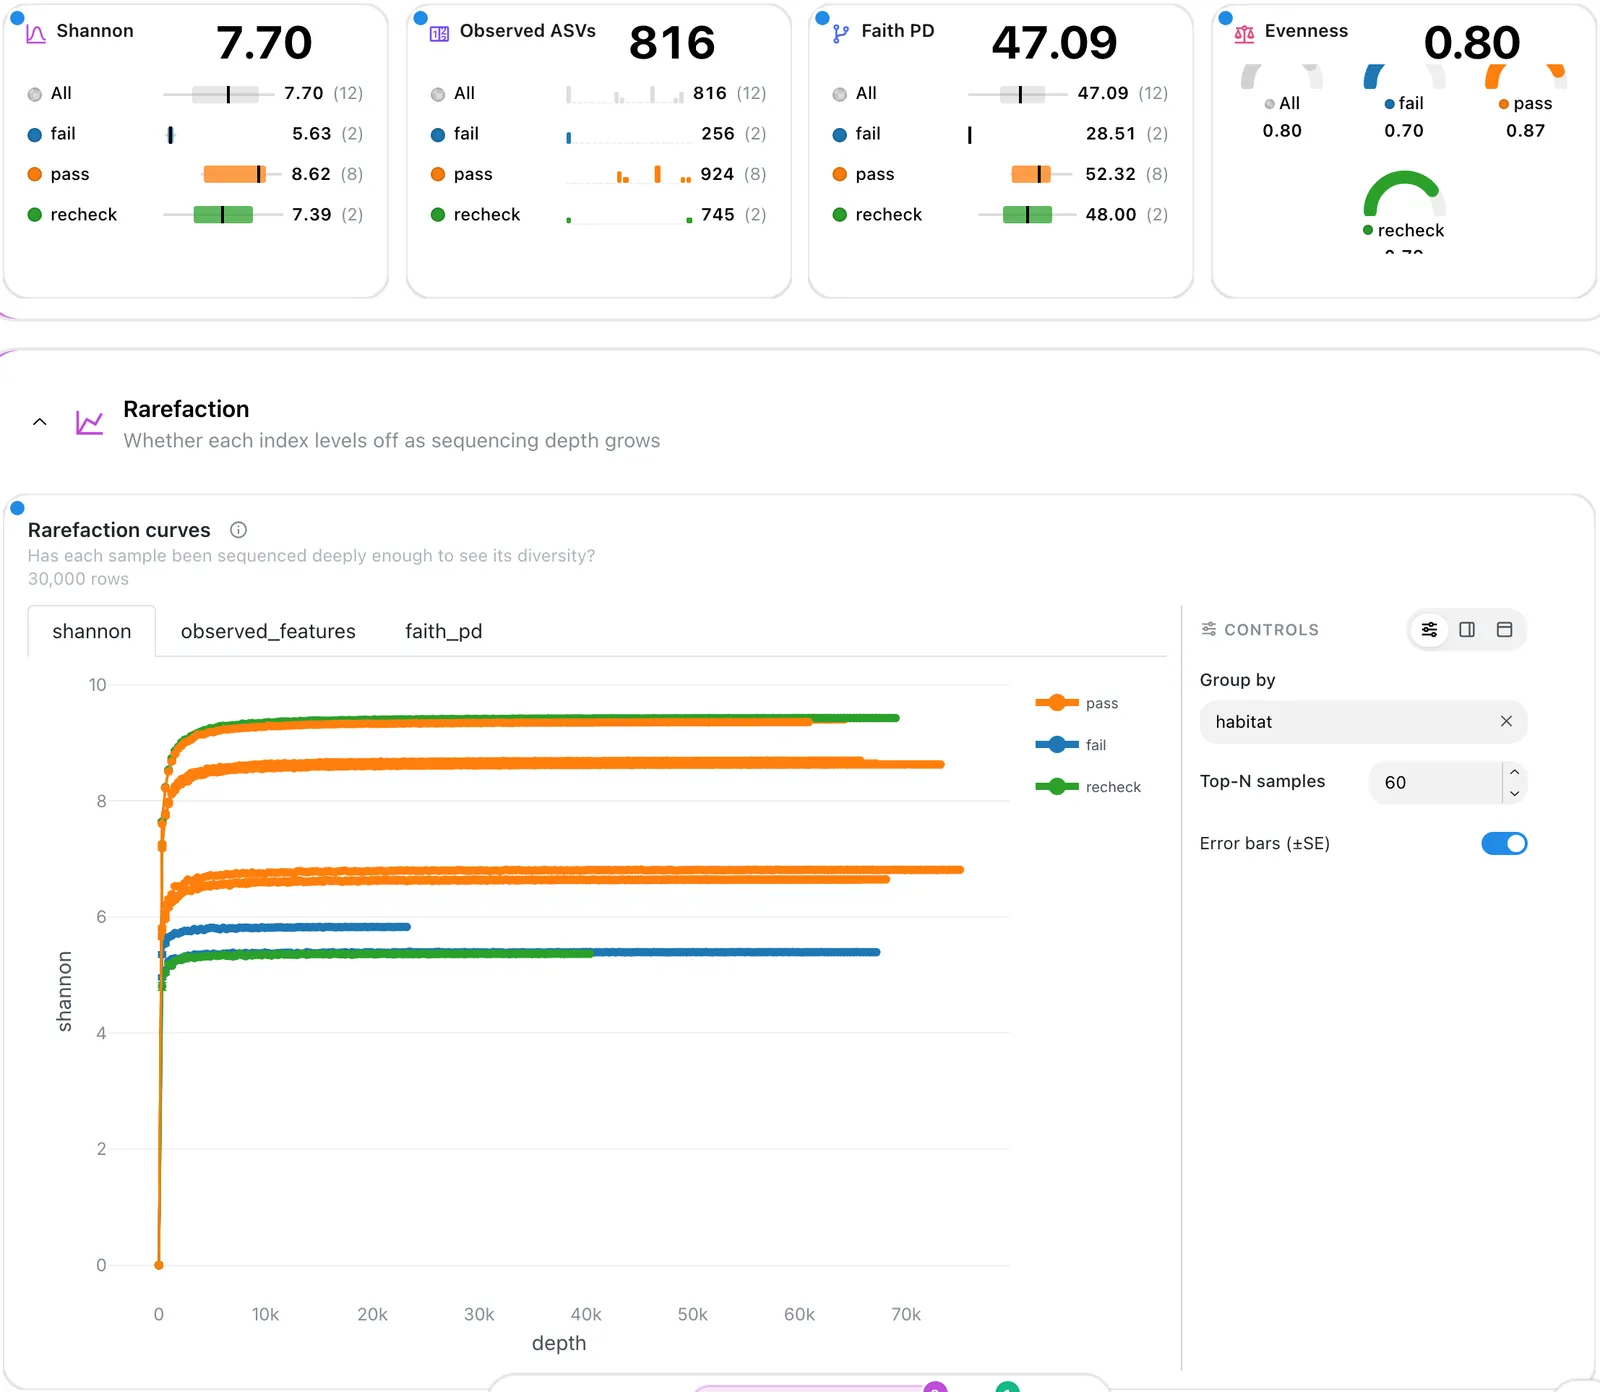 Shannon 7.70
All 7.70 (12)
fail 5.63 (2)
pass 8.62 (8)
recheck 7.39 (2)
Observed ASVs 816
All 816 (12)
fail 256 (2)
pass 924 (8)
recheck 745 (2)
Faith PD 47.09
All 47.09 (12)
fail 28.51 (2)
pass 52.32 (8)
recheck 48.00 (2)
Evenness 0.80
All fail pass
0.80 0.70 0.87
recheck
Rarefaction
Whether each index levels off as sequencing depth grows
Rarefaction curves
Has each sample been sequenced deeply enough to see its diversity?
30,000 rows
shannon observed_features faith_pd
10
8
6
4
2
0
shannon
0 10k 20k 30k 40k 50k 60k 70k
depth
pass
fail
recheck
CONTROLS
Group by
habitat
Top-N samples 60
Error bars (±SE)